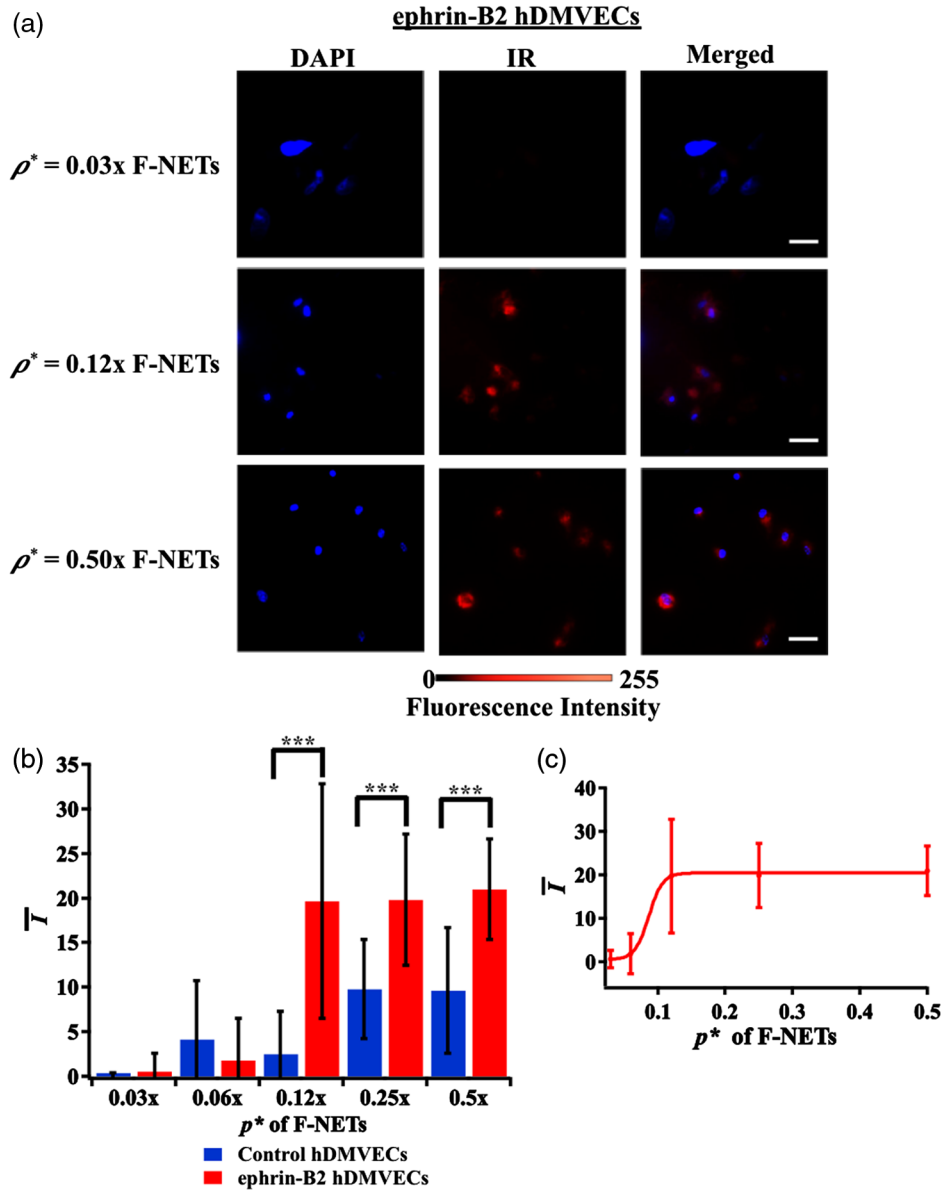 (a)
ephrin-B2 hDMVECs
DAPI IR Merged
ρ* = 0.03x F-NETs
ρ* = 0.12x F-NETs
ρ* = 0.50x F-NETs
0 255
Fluorescence Intensity
(b)
35
30
25
20
15
10
5
0
I̅
*** *** ***
0.03x 0.06x 0.12x 0.25x 0.5x
p* of F-NETs
Control hDMVECs
ephrin-B2 hDMVECs
(c)
40
30
20
10
0
I̅
0.1 0.2 0.3 0.4 0.5
p* of F-NETs